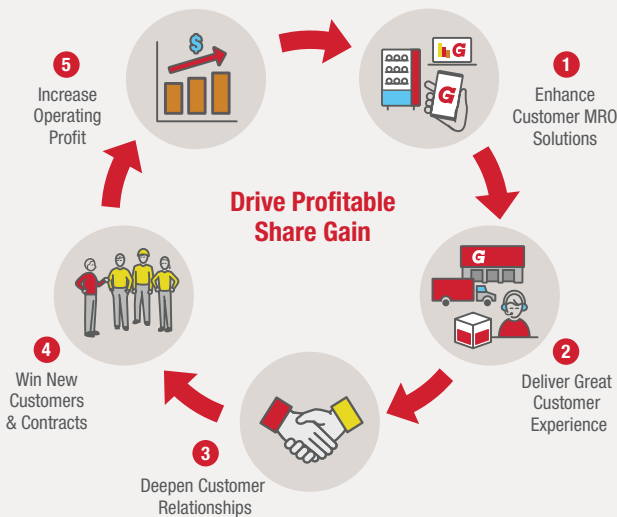 Drive Profitable
Share Gain
1
Enhance
Customer MRO
Solutions
G
G
2
Deliver Great
Customer
Experience
G
3
Deepen Customer
Relationships
4
Win New
Customers
& Contracts
5
Increase
Operating
Profit
$